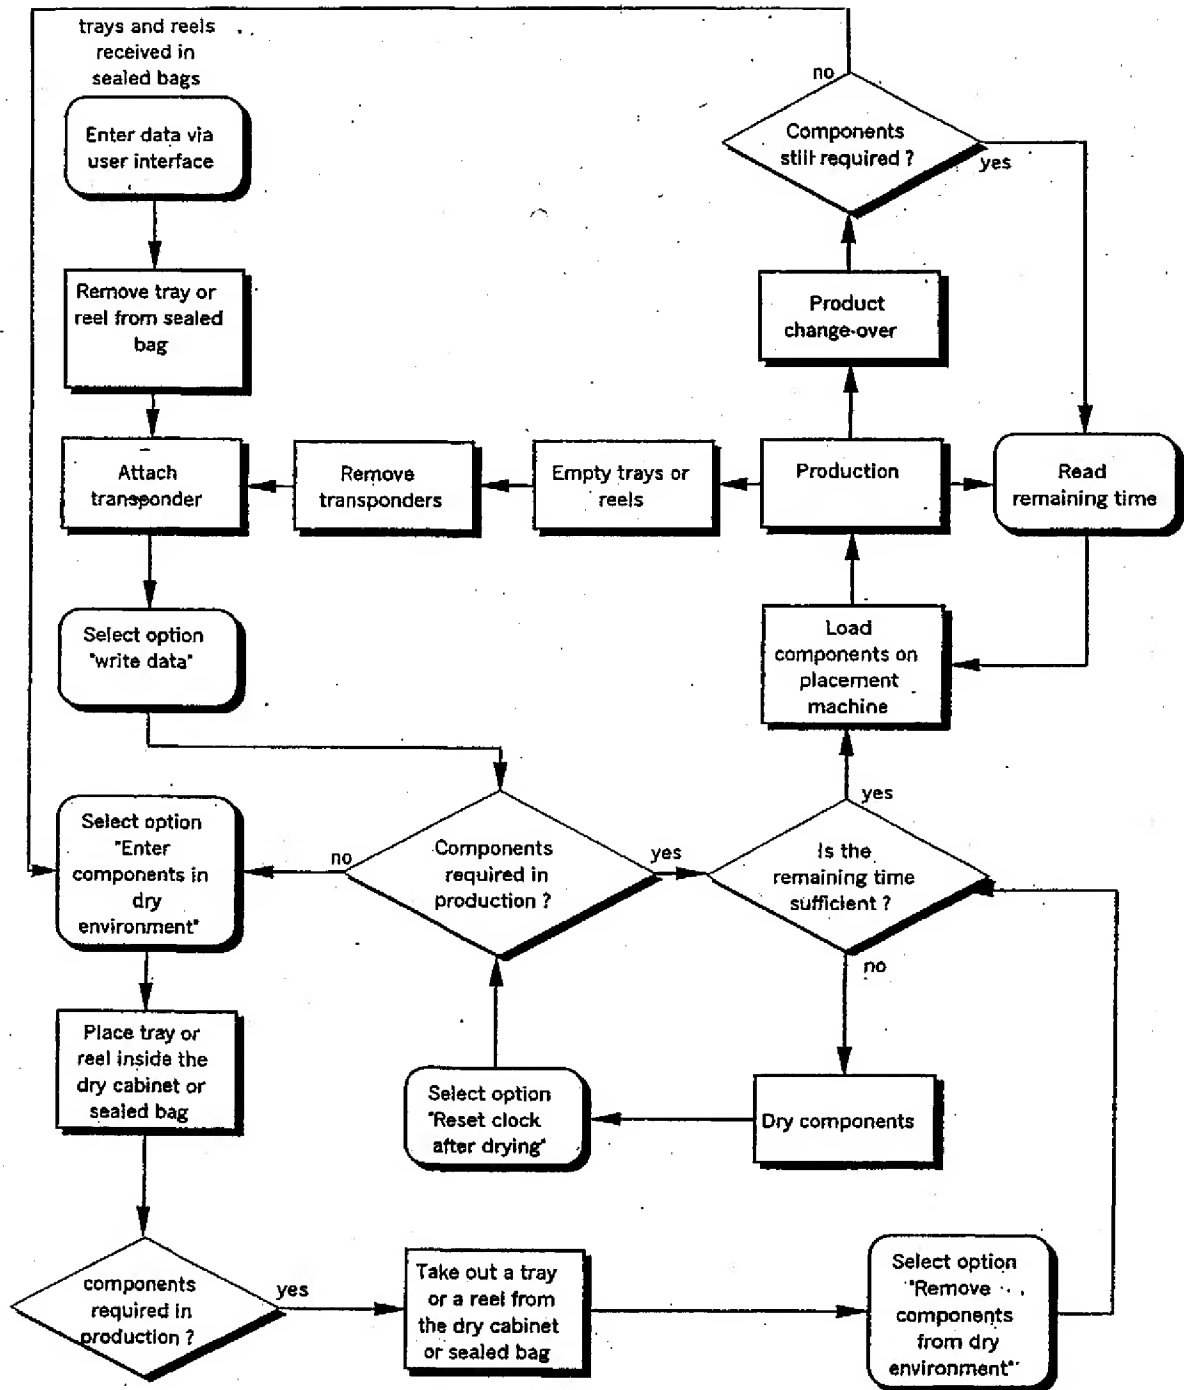 trays and reels
received in
sealed bags
Enter data via
user interface
Remove tray or
reel from sealed
bag
Attach
transponder
Remove
transponders
Empty trays or
reels
Production
Read
remaining time
Product
change-over
Components
still required ?
no
yes
Select option
"write data"
Load
components on
placement
machine
yes
Select option
"Enter
components in
dry
environment"
no
Components
required in
production ?
yes
Is the
remaining time
sufficient ?
no
Place tray or
reel inside the
dry cabinet or
sealed bag
Select option
"Reset clock
after drying"
Dry components
components
required in
production ?
yes
Take out a tray
or a reel from
the dry cabinet
or sealed bag
Select option
"Remove
components
from dry
environment"